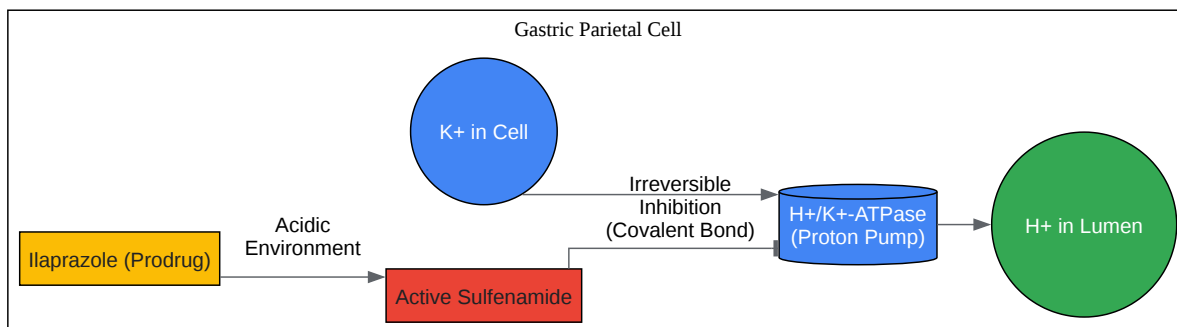 Gastric Parietal Cell
K+ in Cell
Irreversible
Inhibition
(Covalent Bond)
H+/K+-ATPase
(Proton Pump)
H+ in Lumen
Acidic
Environment
Ilaprazole (Prodrug)
Active Sulfenamide